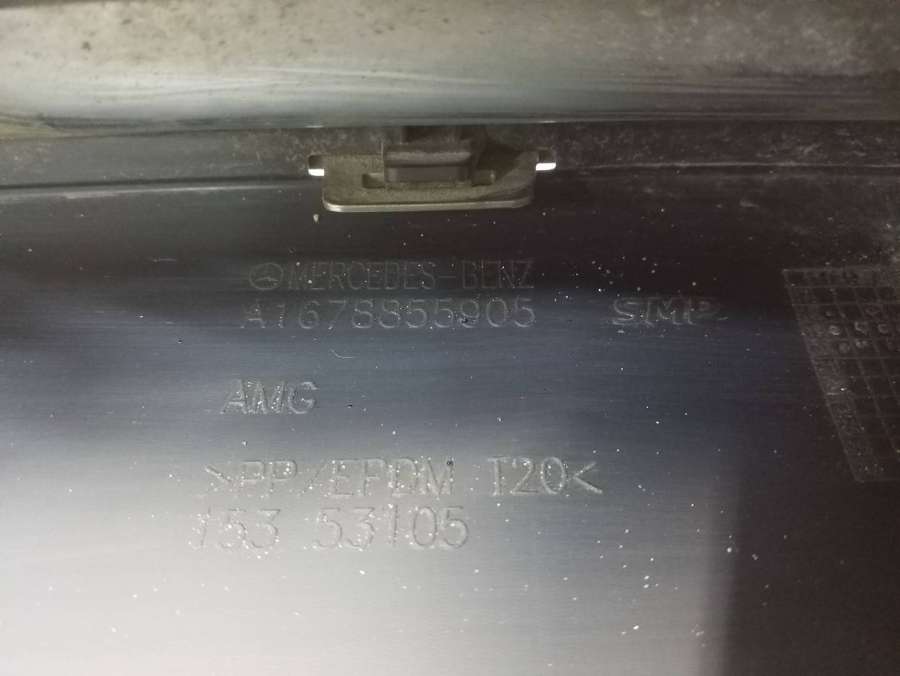 MERCEDES-BENZ
A1678855905
SMP
AMG
>PP/EPDM T20<
153 53105